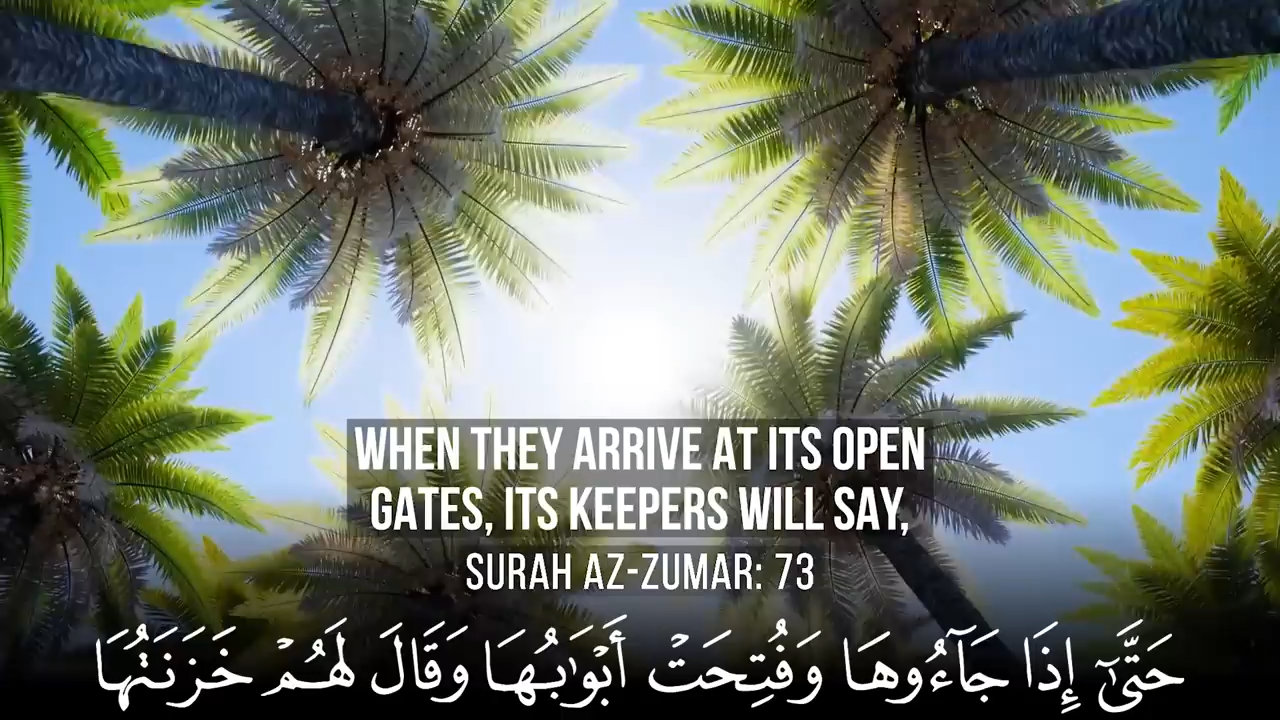 WHEN THEY ARRIVE AT ITS OPEN
GATES, ITS KEEPERS WILL SAY,
SURAH AZ-ZUMAR: 73
حَتَّىٰٓ إِذَا جَآءُوهَا وَفُتِحَتْ أَبْوَٰبُهَا وَقَالَ لَهُمْ خَزَنَتُهَا